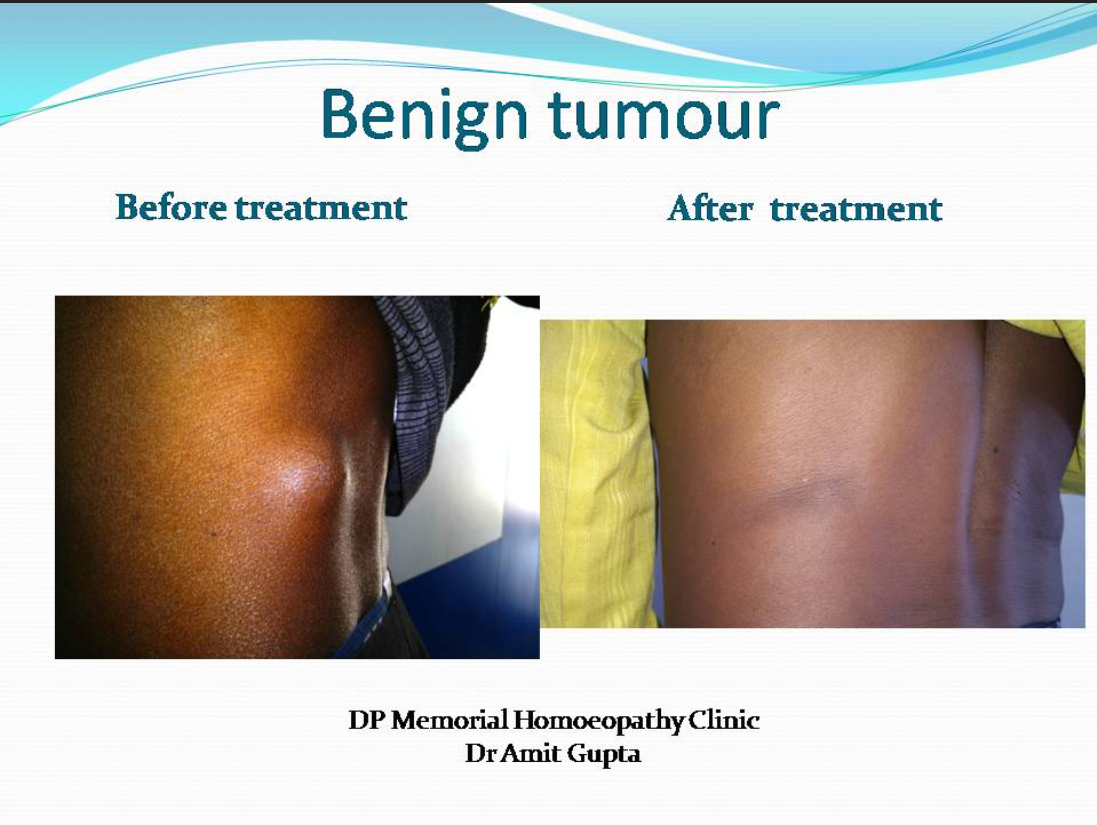 Benign tumour
Before treatment
After treatment
DP Memorial Homoeopathy Clinic
Dr Amit Gupta